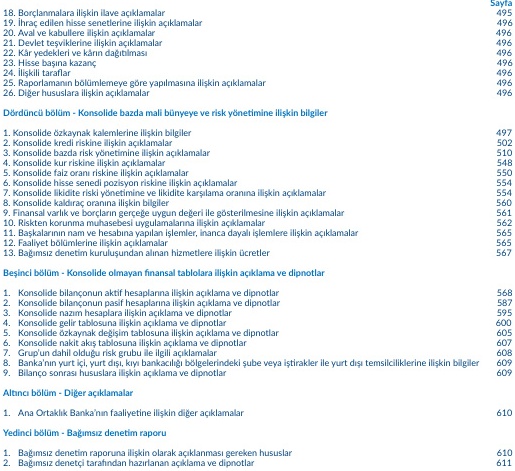 Sayfa
18. Borçlanmalara ilişkin ilave açıklamalar 495
19. İhraç edilen hisse senetlerine ilişkin açıklamalar 496
20. Aval ve kabullere ilişkin açıklamalar 496
21. Devlet teşviklerine ilişkin açıklamalar 496
22. Kâr yedekleri ve kârın dağıtılması 496
23. Hisse başına kazanç 496
24. İlişkili taraflar 496
25. Raporlamanın bölümlemeye göre yapılmasına ilişkin açıklamalar 496
26. Diğer hususlara ilişkin açıklamalar 496
Dördüncü bölüm - Konsolide bazda mali bünyeye ve risk yönetimine ilişkin bilgiler
1. Konsolide özkaynak kalemlerine ilişkin bilgiler 497
2. Konsolide kredi riskine ilişkin açıklamalar 502
3. Konsolide bazda risk yönetimine ilişkin açıklamalar 510
4. Konsolide kur riskine ilişkin açıklamalar 548
5. Konsolide faiz oranı riskine ilişkin açıklamalar 550
6. Konsolide hisse senedi pozisyon riskine ilişkin açıklamalar 554
7. Konsolide likidite riski yönetimine ve likidite karşılama oranına ilişkin açıklamalar 554
8. Konsolide kaldıraç oranına ilişkin bilgiler 560
9. Finansal varlık ve borçların gerçeğe uygun değeri ile gösterilmesine ilişkin açıklamalar 561
10. Riskten korunma muhasebesi uygulamalarına ilişkin açıklamalar 562
11. Başkalarının nam ve hesabına yapılan işlemler, inanca dayalı işlemlere ilişkin açıklamalar 565
12. Faaliyet bölümlerine ilişkin açıklamalar 565
13. Bağımsız denetim kuruluşundan alınan hizmetlere ilişkin ücretler 567
Beşinci bölüm - Konsolide olmayan finansal tablolara ilişkin açıklama ve dipnotlar
1. Konsolide bilançonun aktif hesaplarına ilişkin açıklama ve dipnotlar 568
2. Konsolide bilançonun pasif hesaplarına ilişkin açıklama ve dipnotlar 587
3. Konsolide nazım hesaplara ilişkin açıklama ve dipnotlar 595
4. Konsolide gelir tablosuna ilişkin açıklama ve dipnotlar 600
5. Konsolide özkaynak değişim tablosuna ilişkin açıklama ve dipnotlar 605
6. Konsolide nakit akış tablosuna ilişkin açıklama ve dipnotlar 607
7. Grup'un dahil olduğu risk grubu ile ilgili açıklamalar 608
8. Banka'nın yurt içi, yurt dışı, kıyı bankacılığı bölgelerindeki şube veya iştirakler ile yurt dışı temsilciliklerine ilişkin bilgiler 609
9. Bilanço sonrası hususlara ilişkin açıklama ve dipnotlar 609
Altıncı bölüm - Diğer açıklamalar
1. Ana Ortaklık Banka'nın faaliyetine ilişkin diğer açıklamalar 610
Yedinci bölüm - Bağımsız denetim raporu
1. Bağımsız denetim raporuna ilişkin olarak açıklanması gereken hususlar 610
2. Bağımsız denetçi tarafından hazırlanan açıklama ve dipnotlar 611